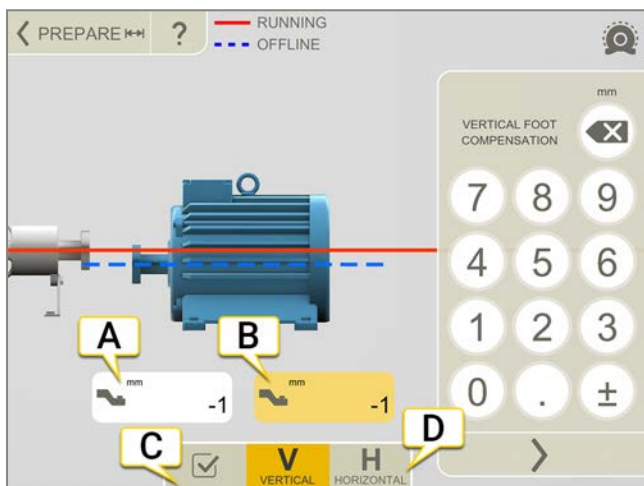 PREPARE
?
RUNNING
OFFLINE
mm
VERTICAL FOOT
COMPENSATION
7 8 9
4 5 6
1 2 3
0 . ±
A
B
mm
-1
mm
-1
C
D
V
VERTICAL
H
HORIZONTAL